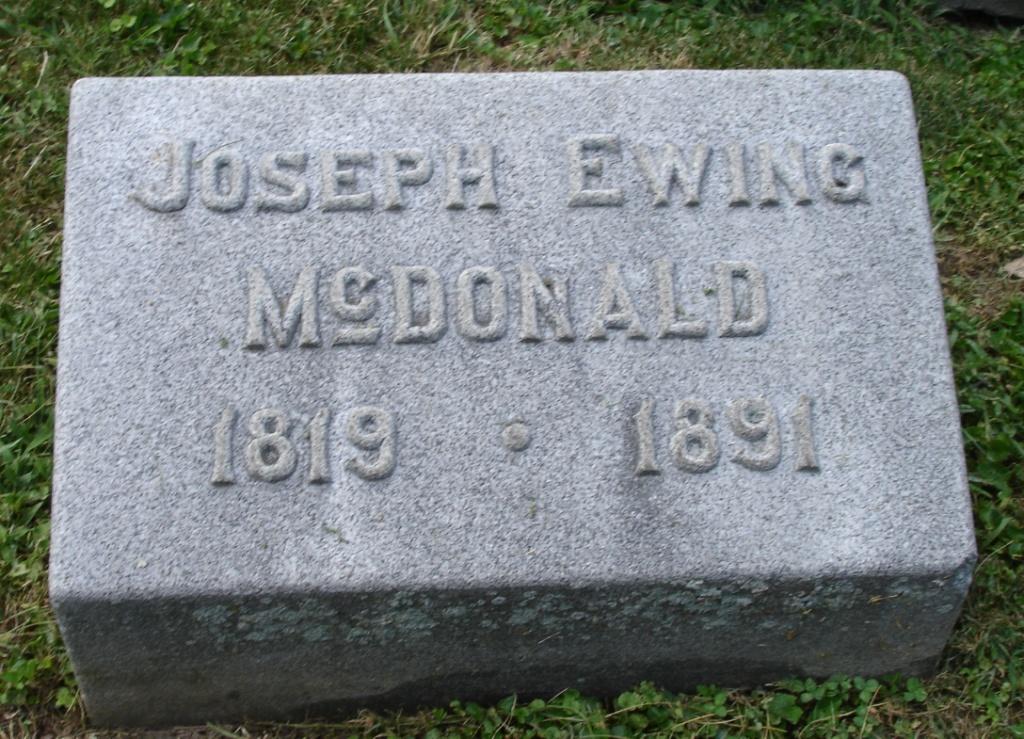 JOSEPH EWING
McDONALD
1819 • 1891